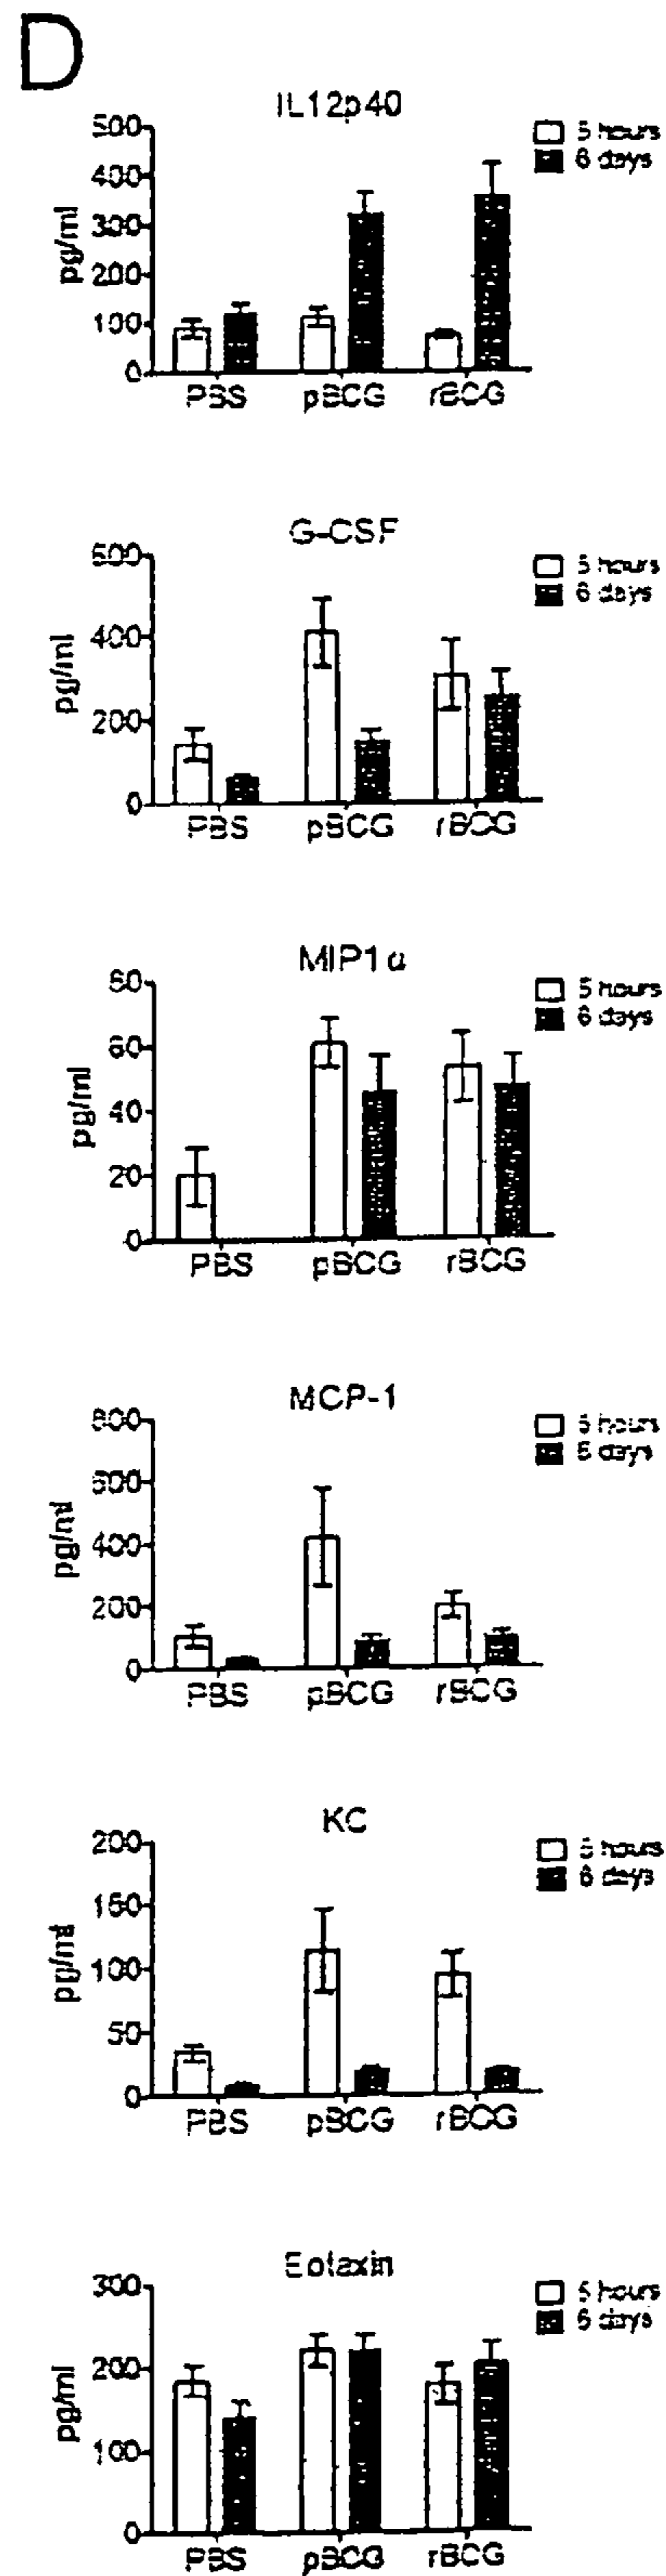 D
IL12p40
5 hours
6 days
500
400
300
200
100
0
pg/ml
PBS pBCG rBCG
G-CSF
5 hours
6 days
600
400
200
0
pg/ml
PBS pBCG rBCG
MIP1α
5 hours
6 days
80
60
40
20
0
pg/ml
PBS pBCG rBCG
MCP-1
5 hours
6 days
800
600
400
200
0
pg/ml
PBS pBCG rBCG
KC
5 hours
6 days
200
150
100
50
0
pg/ml
PBS pBCG rBCG
Eotaxin
5 hours
6 days
300
200
100
0
pg/ml
PBS pBCG rBCG